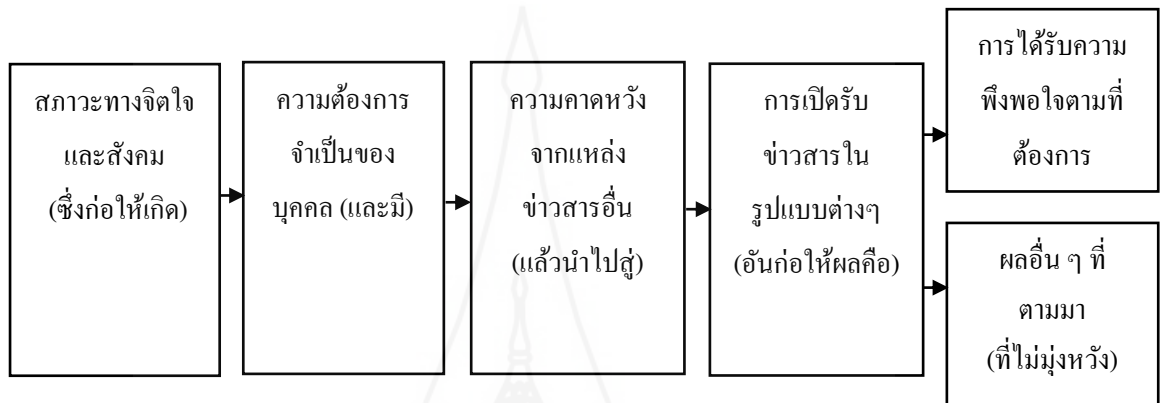 สภาวะทางจิตใจ
และสังคม
(ซึ่งก่อให้เกิด)
ความต้องการ
จำเป็นของ
บุคคล (และมี)
ความคาดหวัง
จากแหล่ง
ข่าวสารอื่น
(แล้วนำไปสู่)
การเปิดรับ
ข่าวสารใน
รูปแบบต่างๆ
(อันก่อให้ผลคือ)
การได้รับความ
พึงพอใจตามที่
ต้องการ
ผลอื่น ๆ ที่
ตามมา
(ที่ไม่มุ่งหวัง)